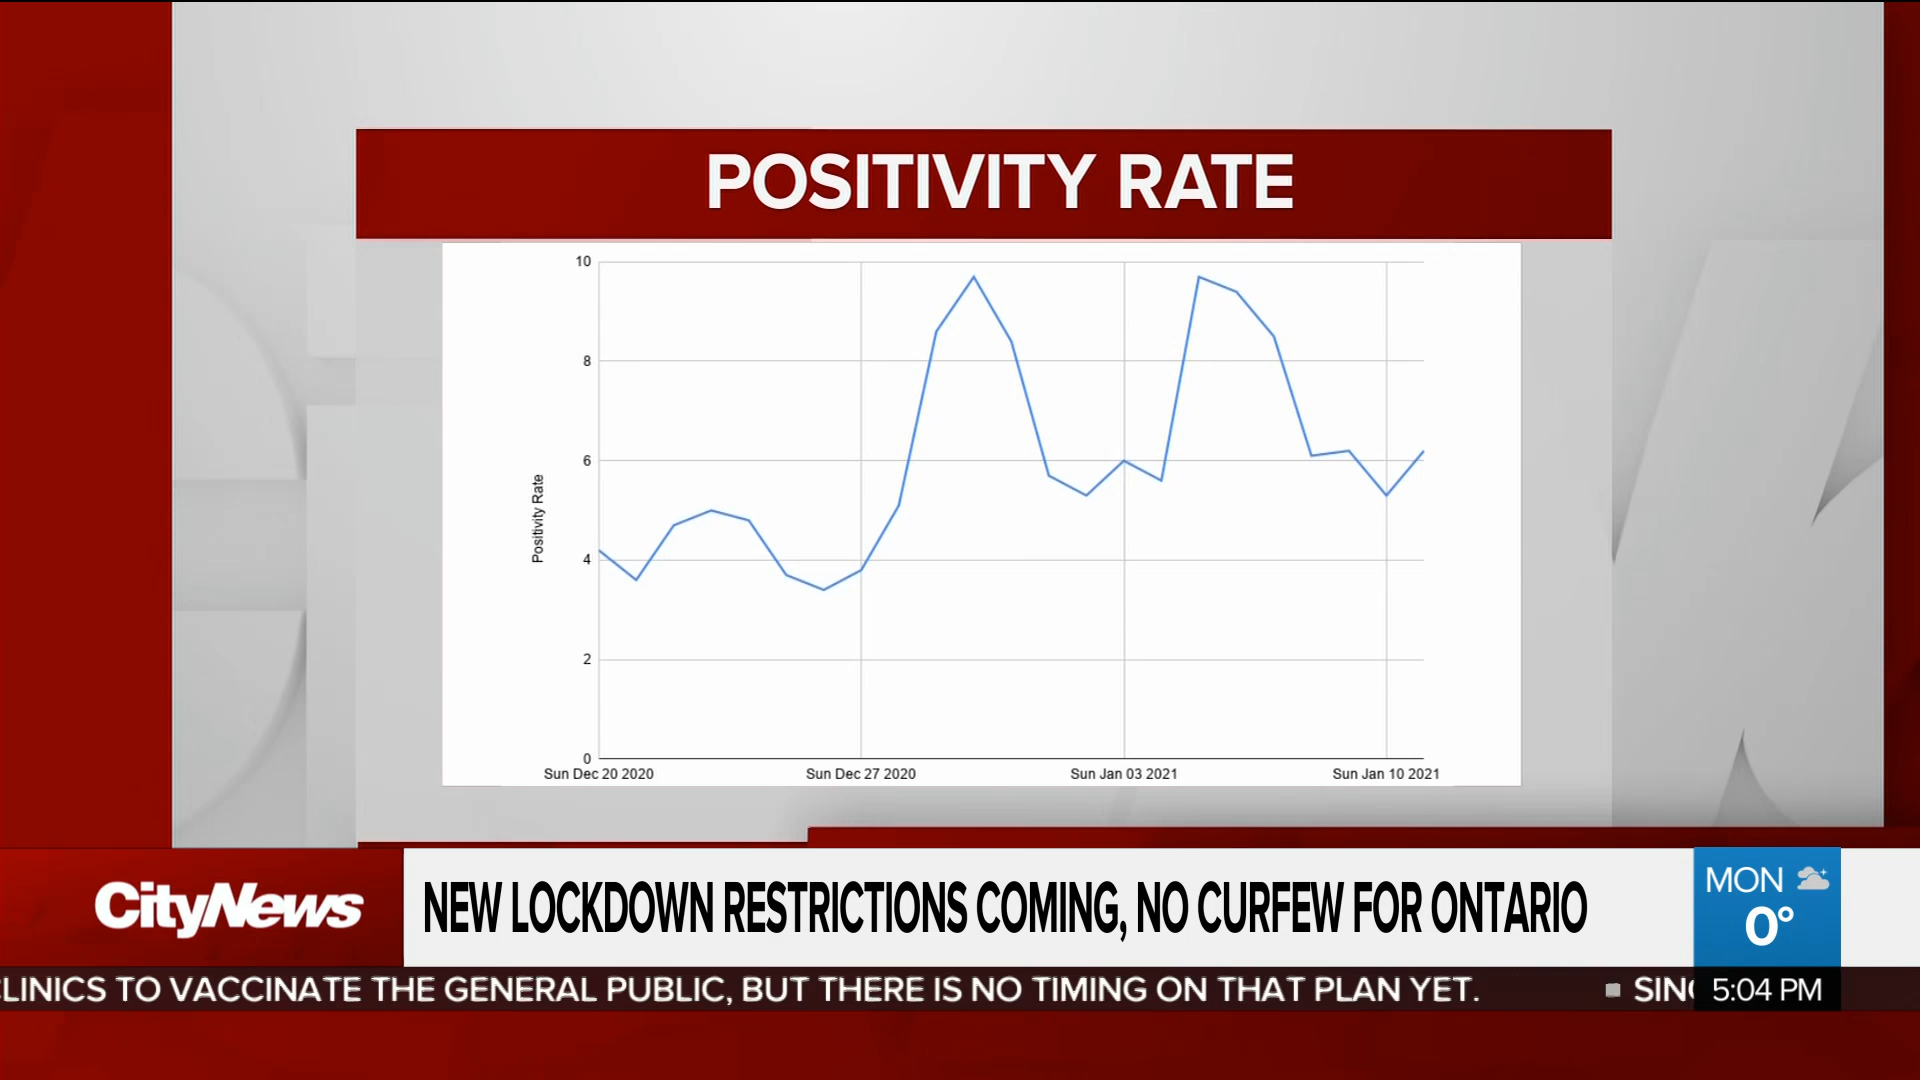 POSITIVITY RATE
10
8
6
4
2
0
Positivity Rate
Sun Dec 20 2020
Sun Dec 27 2020
Sun Jan 03 2021
Sun Jan 10 2021
CityNews
NEW LOCKDOWN RESTRICTIONS COMING, NO CURFEW FOR ONTARIO
MON
0°
LINICS TO VACCINATE THE GENERAL PUBLIC, BUT THERE IS NO TIMING ON THAT PLAN YET.
5:04 PM